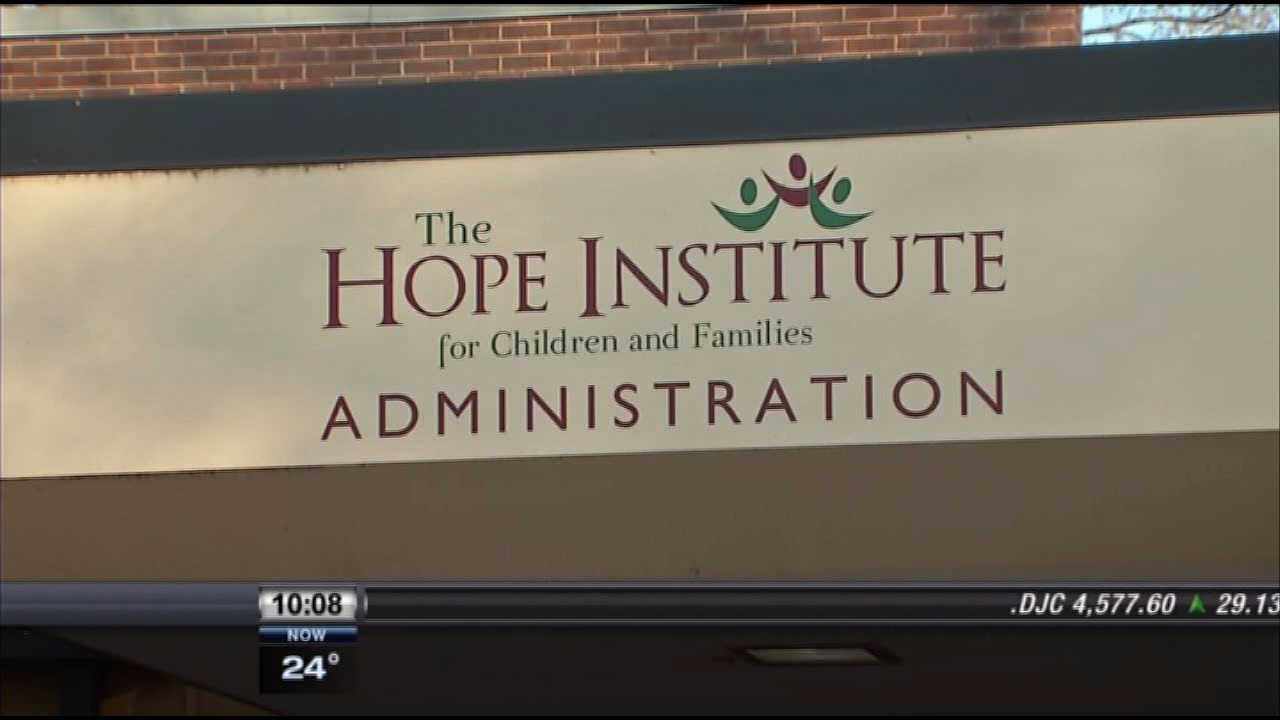 The
HOPE INSTITUTE
for Children and Families
ADMINISTRATION
10:08
NOW
24°
.DJC 4,577.60 ▲ 29.13